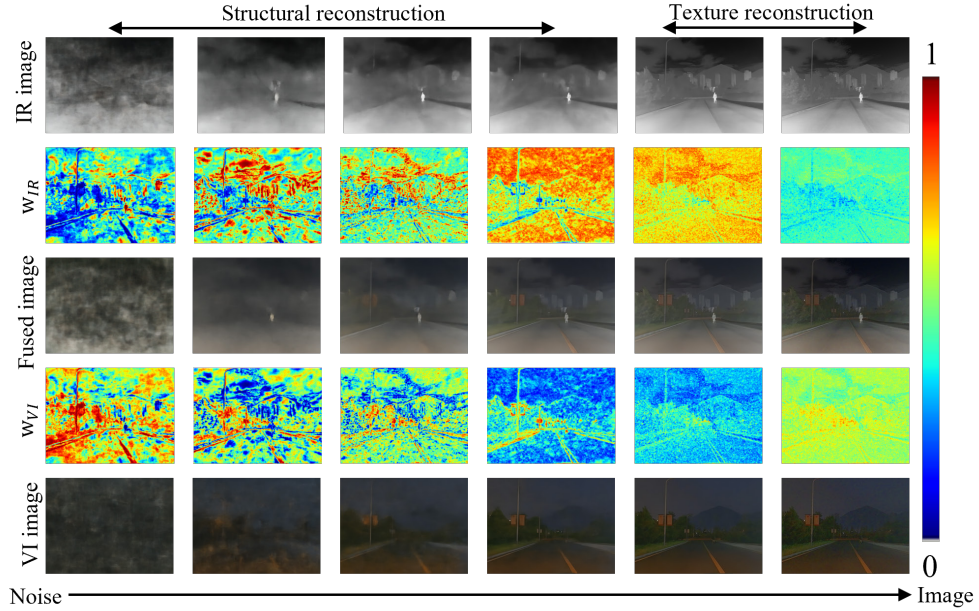 Structural reconstruction
Texture reconstruction
IR image
1
w_IR
Fused image
w_VI
VI image
0
Noise
Image